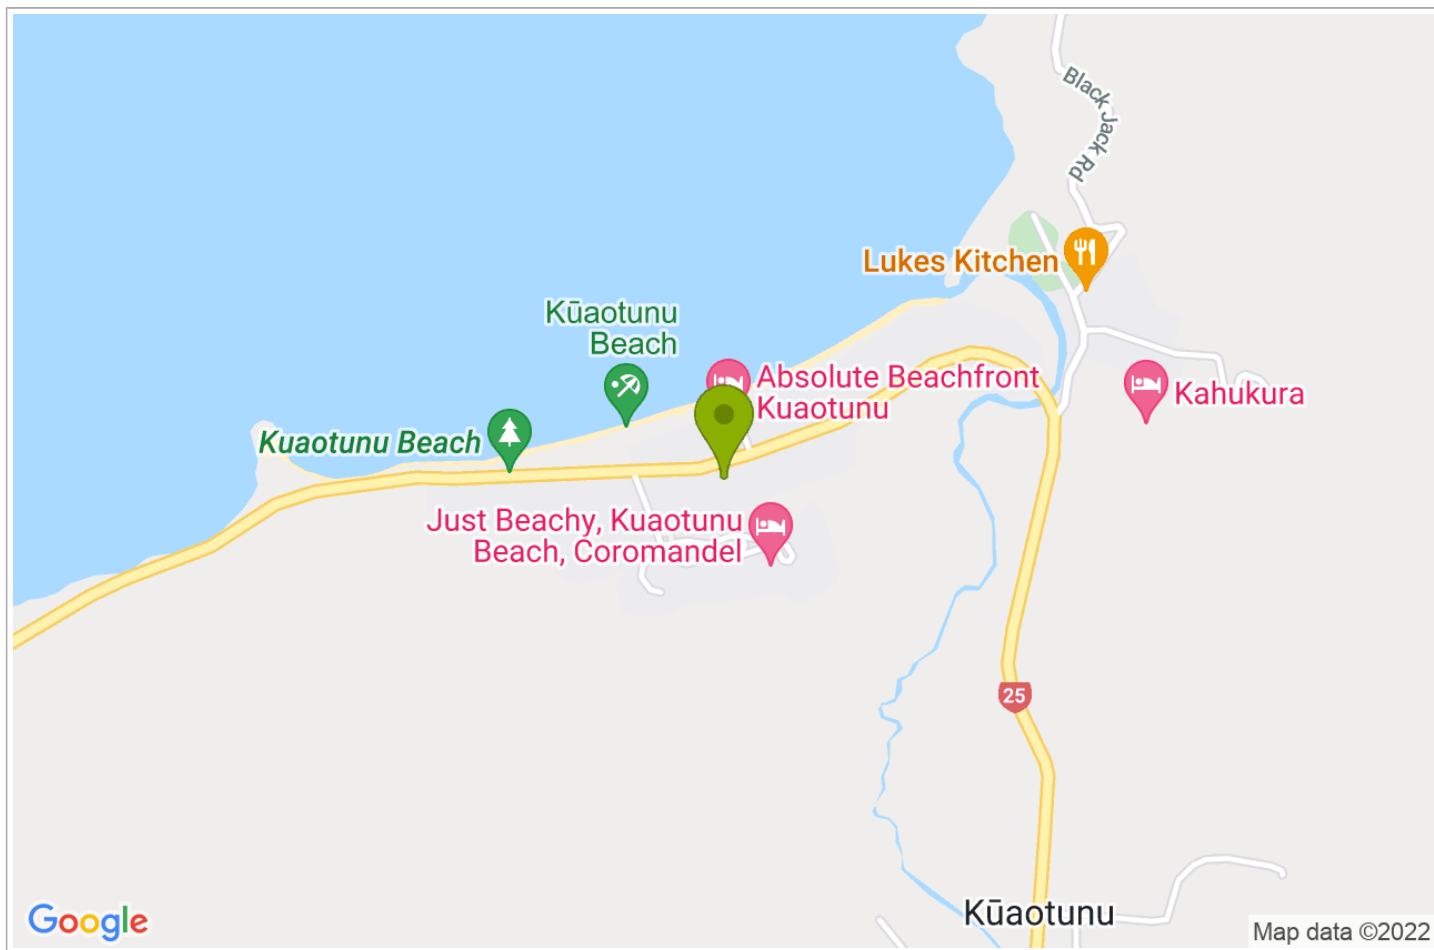 Black Jack Rd
Lukes Kitchen
Kūaotunu
Beach
Absolute Beachfront
Kuaotunu
Kahukura
Kuaotunu Beach
Just Beachy, Kuaotunu
Beach, Coromandel
25
Kūaotunu
Google
Map data ©2022